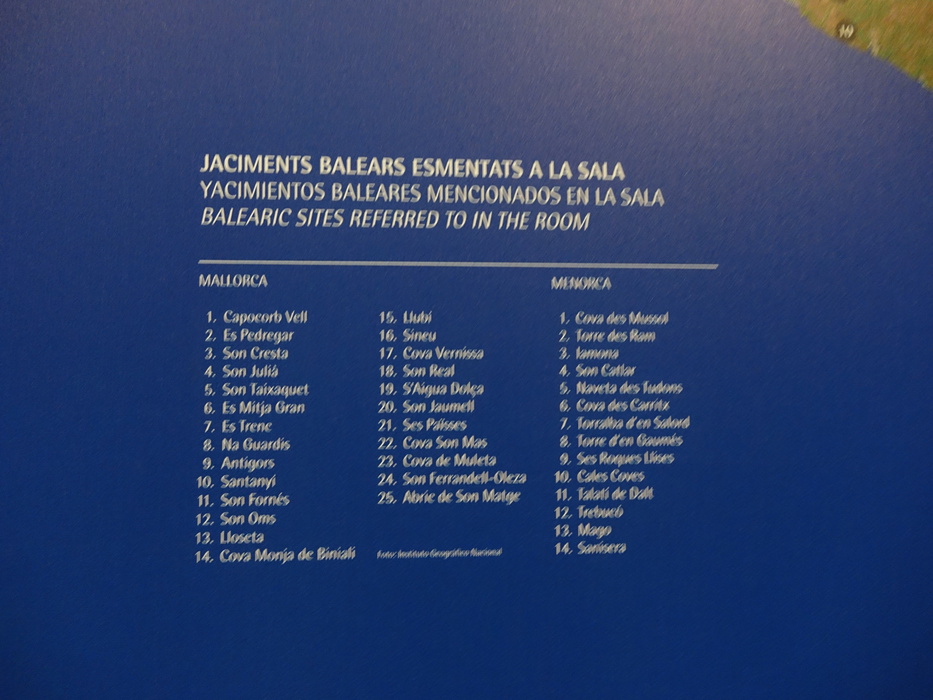 19
JACIMENTS BALEARS ESMENTATS A LA SALA
YACIMIENTOS BALEARES MENCIONADOS EN LA SALA
BALEARIC SITES REFERRED TO IN THE ROOM
MALLORCA
1. Capocorb Vell
2. Es Pedregar
3. Son Cresta
4. Son Julià
5. Son Taixaquet
6. Es Mitja Gran
7. Es Trenc
8. Na Guardis
9. Antigors
10. Santanyí
11. Son Fornés
12. Son Oms
13. Lloseta
14. Cova Monja de Biniali
15. Llubí
16. Sineu
17. Cova Vernissa
18. Son Real
19. S'Aigua Dolça
20. Son Jaumell
21. Ses Païsses
22. Cova Son Mas
23. Cova de Muleta
24. Son Ferrandell-Oleza
25. Abric de Son Matge
Foto: Instituto Geográfico Nacional
MENORCA
1. Cova des Mussol
2. Torre des Ram
3. Iamona
4. Son Catlar
5. Naveta des Tudons
6. Cova des Carritx
7. Torralba d'en Salord
8. Torre d'en Gaumés
9. Ses Roques Llises
10. Cales Coves
11. Talatí de Dalt
12. Trebucó
13. Mago
14. Sanisera